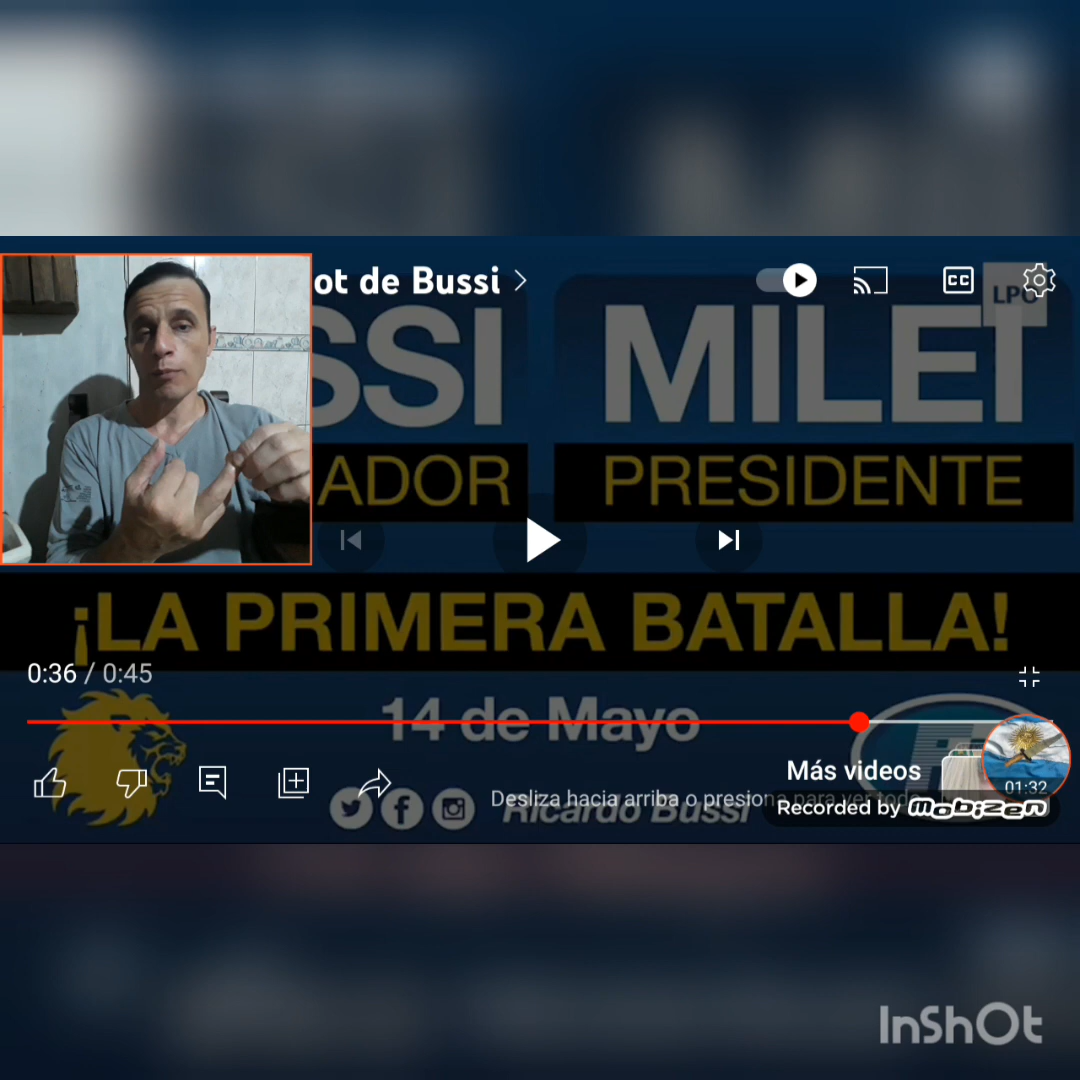 ot de Bussi
CC
LPO
SSI
MILEI
ADOR
PRESIDENTE
¡LA PRIMERA BATALLA!
0:36 / 0:45
14 de Mayo
Más videos
01:32
Desliza hacia arriba o presiona para ver todo
Ricardo Bussi
Recorded by mobizen
InShOt